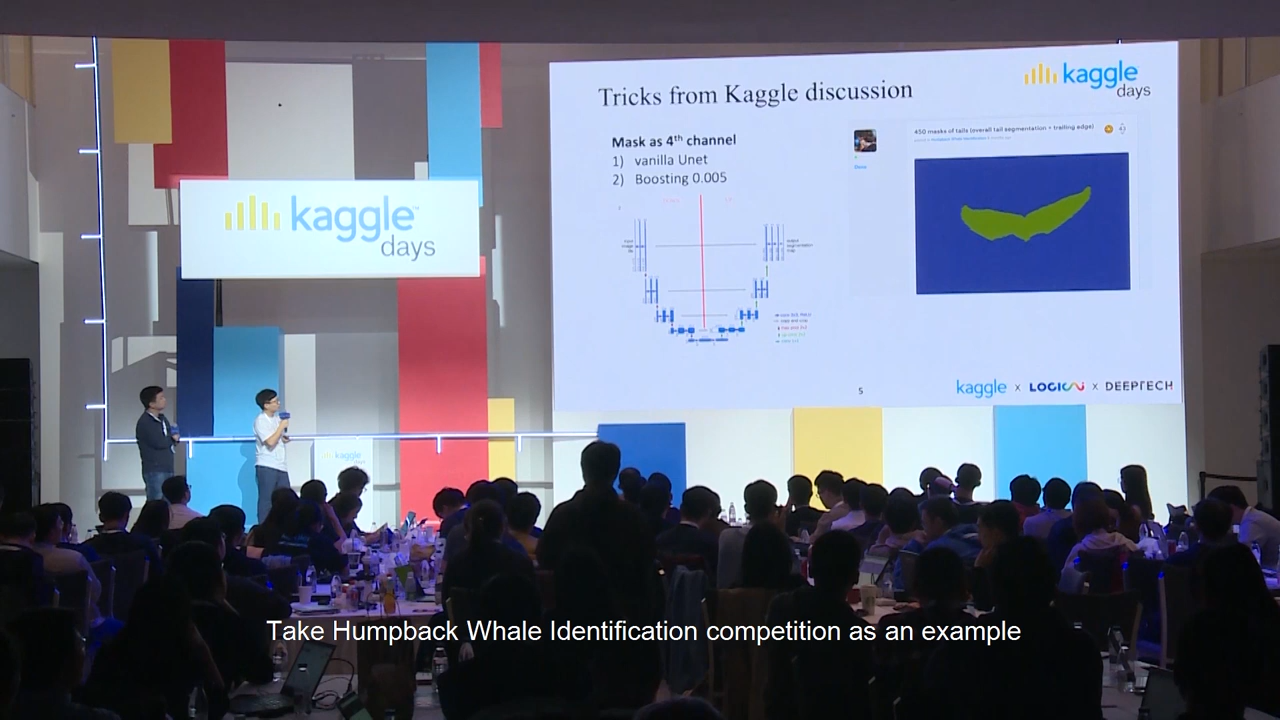 Tricks from Kaggle discussion
kaggle
days
Mask as 4th channel
1) vanilla Unet
2) Boosting 0.005
450 masks of tails (overall tail segmentation + trailing edge)
kaggle
days
5
kaggle x LOGIC x DEEPTECH
kaggle
days
Take Humpback Whale Identification competition as an example